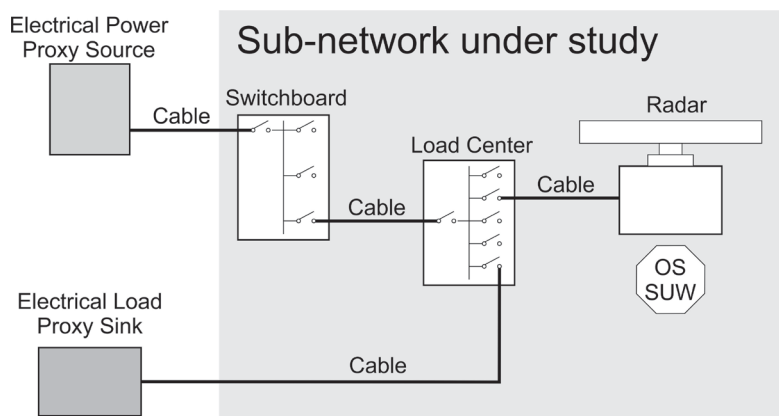 Electrical Power
Proxy Source
Sub-network under study
Cable
Switchboard
Radar
Load Center
Cable
Cable
OS
SUW
Electrical Load
Proxy Sink
Cable